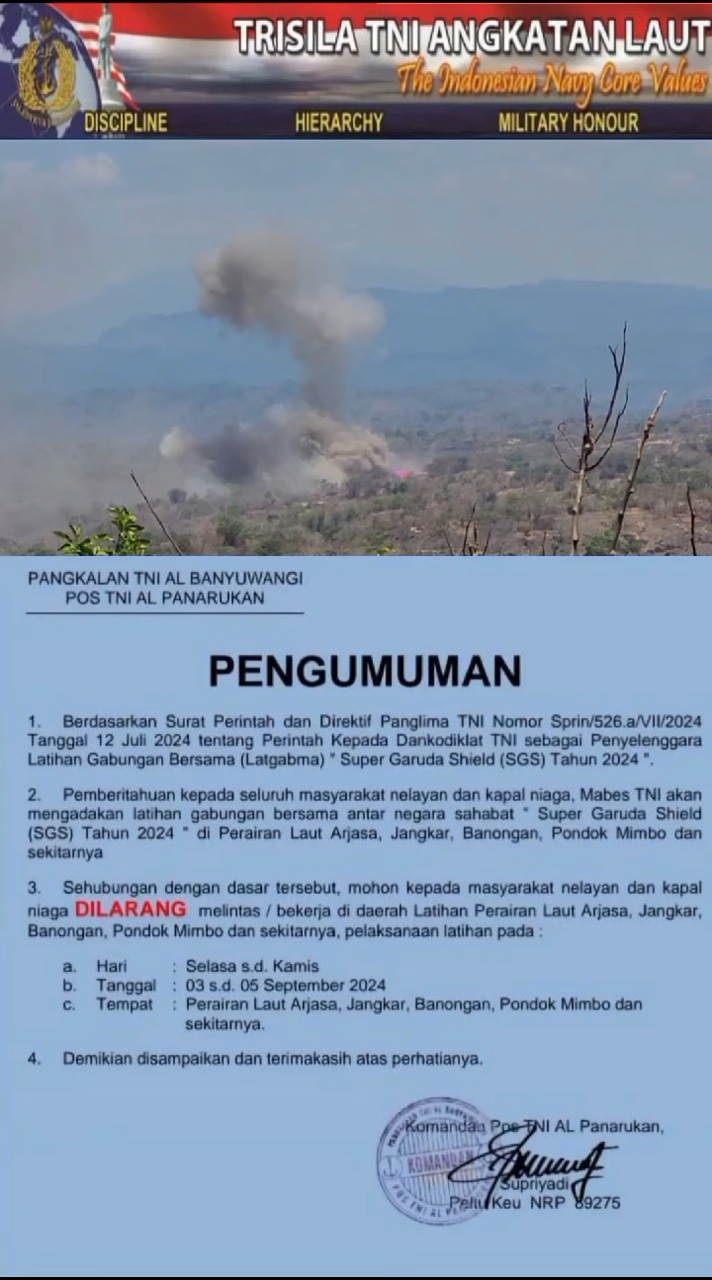 TRISILA TNI ANGKATAN LAUT
The Indonesian Navy Core Values
DISCIPLINE HIERARCHY MILITARY HONOUR
PANGKALAN TNI AL BANYUWANGI
POS TNI AL PANARUKAN
PENGUMUMAN
1. Berdasarkan Surat Perintah dan Direktif Panglima TNI Nomor Sprin/526.a/VII/2024
Tanggal 12 Juli 2024 tentang Perintah Kepada Dankodiklat TNI sebagai Penyelenggara
Latihan Gabungan Bersama (Latgabma) " Super Garuda Shield (SGS) Tahun 2024 ".
2. Pemberitahuan kepada seluruh masyarakat nelayan dan kapal niaga, Mabes TNI akan
mengadakan latihan gabungan bersama antar negara sahabat " Super Garuda Shield
(SGS) Tahun 2024 " di Perairan Laut Arjasa, Jangkar, Banongan, Pondok Mimbo dan
sekitarnya
3. Sehubungan dengan dasar tersebut, mohon kepada masyarakat nelayan dan kapal
niaga DILARANG melintas / bekerja di daerah Latihan Perairan Laut Arjasa, Jangkar,
Banongan, Pondok Mimbo dan sekitarnya, pelaksanaan latihan pada :
a. Hari : Selasa s.d. Kamis
b. Tanggal : 03 s.d. 05 September 2024
c. Tempat : Perairan Laut Arjasa, Jangkar, Banongan, Pondok Mimbo dan
sekitarnya.
4. Demikian disampaikan dan terimakasih atas perhatianya.
Komandan Pos TNI AL Panarukan,
KOMANDAN
POS TNI AL
Supriyadi
Peltu Keu NRP 89275